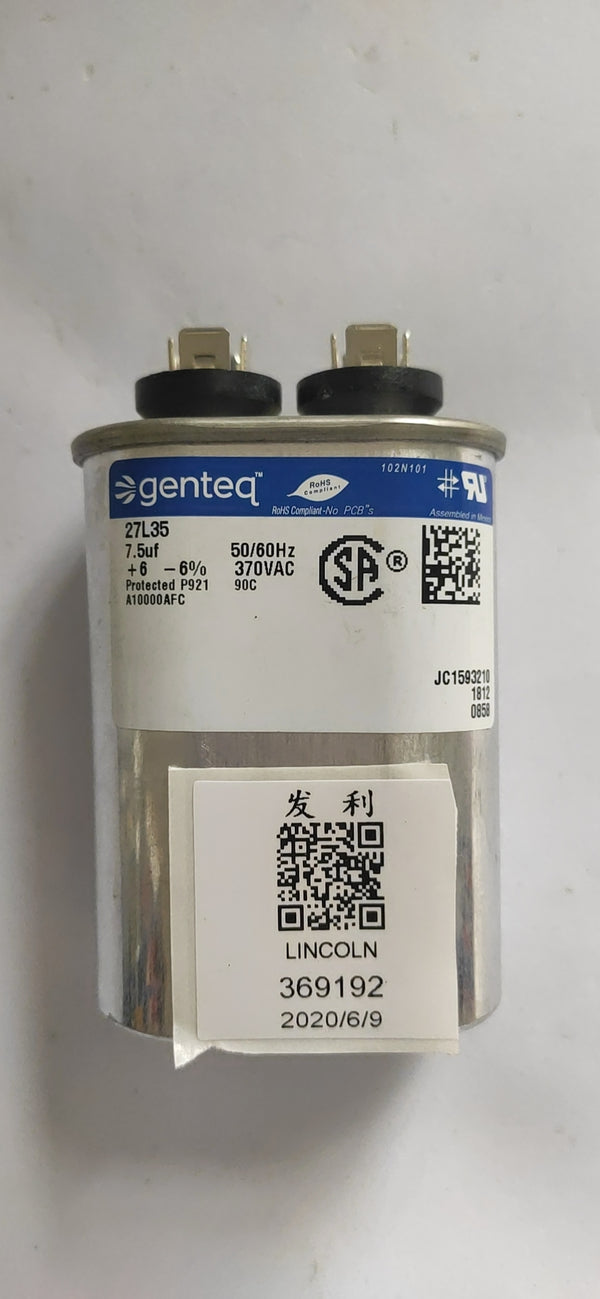 102N101
genteq™
RoHS
Compliant
RoHS Compliant-No PCB"s
Assembled in Mexico
27L35
7.5uf 50/60Hz
+6 -6% 370VAC
Protected P921 90C
A10000AFC
SA ®
JC1593210
1812
0858
发 利
LINCOLN
369192
2020/6/9